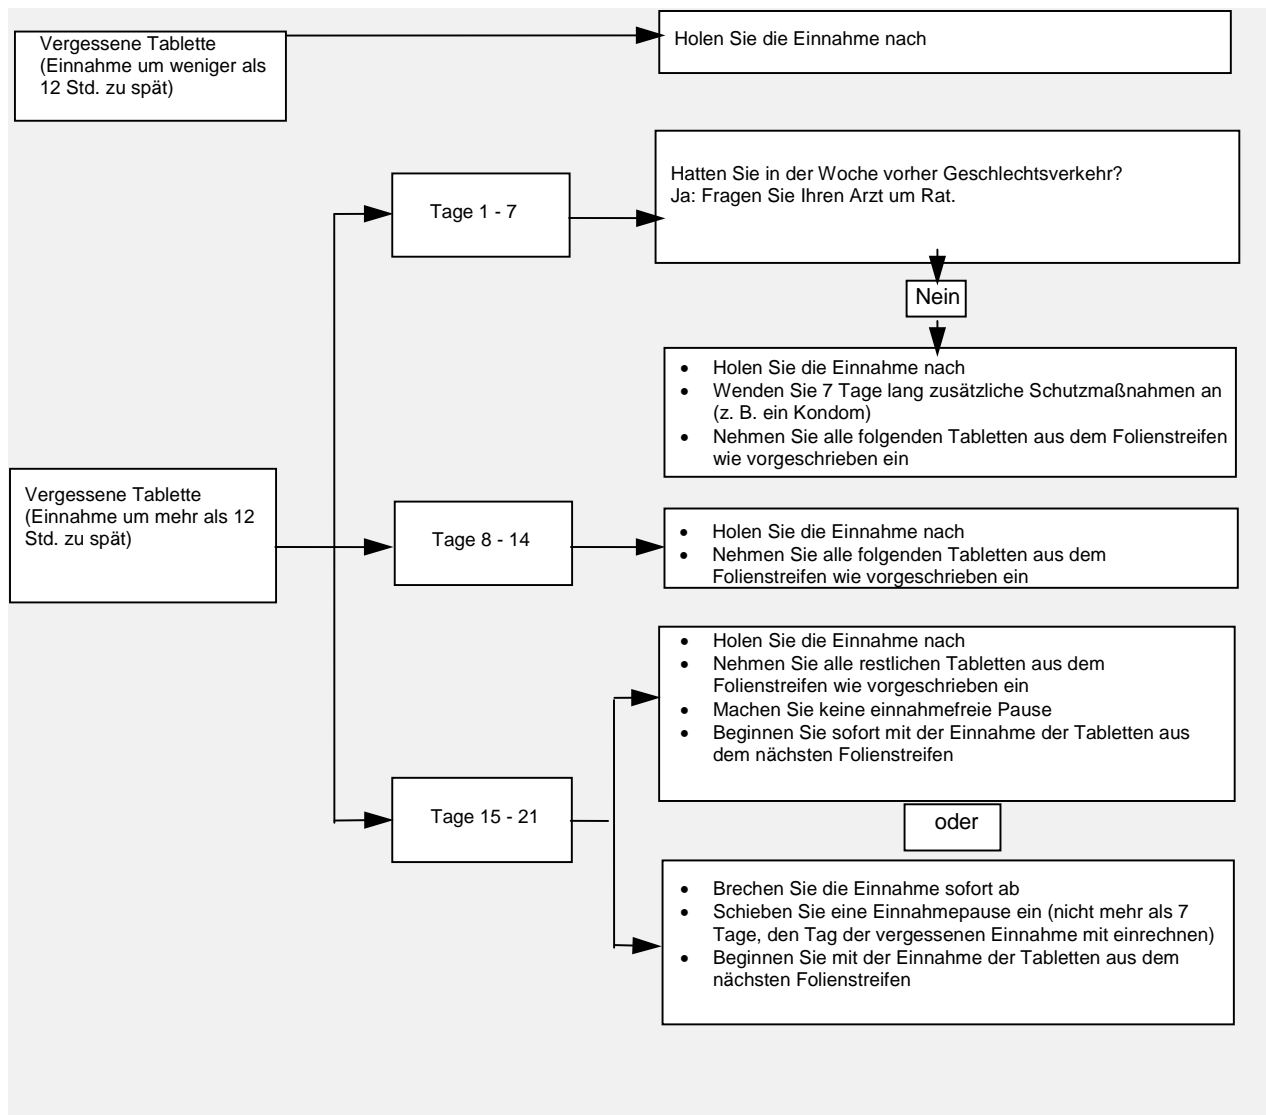 Vergessene Tablette
(Einnahme um weniger als
12 Std. zu spät)
Holen Sie die Einnahme nach
Hatten Sie in der Woche vorher Geschlechtsverkehr?
Ja: Fragen Sie Ihren Arzt um Rat.
Tage 1 - 7
Nein
• Holen Sie die Einnahme nach
• Wenden Sie 7 Tage lang zusätzliche Schutzmaßnahmen an
(z. B. ein Kondom)
• Nehmen Sie alle folgenden Tabletten aus dem Folienstreifen
wie vorgeschrieben ein
Vergessene Tablette
(Einnahme um mehr als 12
Std. zu spät)
Tage 8 - 14
• Holen Sie die Einnahme nach
• Nehmen Sie alle folgenden Tabletten aus dem
Folienstreifen wie vorgeschrieben ein
• Holen Sie die Einnahme nach
• Nehmen Sie alle restlichen Tabletten aus dem
Folienstreifen wie vorgeschrieben ein
• Machen Sie keine einnahmefreie Pause
• Beginnen Sie sofort mit der Einnahme der Tabletten aus
dem nächsten Folienstreifen
Tage 15 - 21
oder
• Brechen Sie die Einnahme sofort ab
• Schieben Sie eine Einnahmepause ein (nicht mehr als 7
Tage, den Tag der vergessenen Einnahme mit einrechnen)
• Beginnen Sie mit der Einnahme der Tabletten aus dem
nächsten Folienstreifen